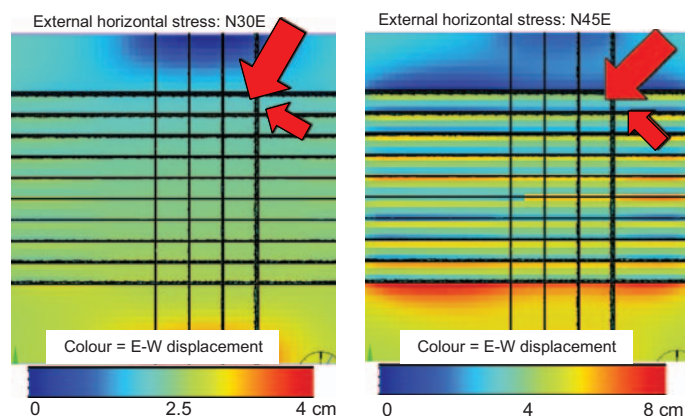 External horizontal stress: N30E
External horizontal stress: N45E
Colour = E-W displacement
Colour = E-W displacement
0 2.5 4 cm
0 4 8 cm